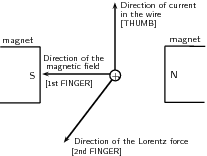 Direction of current
in the wire
[THUMB]
magnet
magnet
Direction of the
magnetic field
S
[1st FINGER]
N
Direction of the Lorentz force
[2nd FINGER]